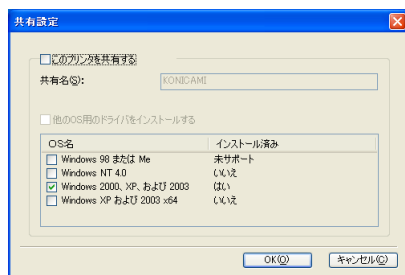 共有設定
このプリンタを共有する
共有名(S): KONICAMI
他のOS用のドライバをインストールする
OS名 インストール済み
Windows 98 または Me 未サポート
Windows NT 4.0 いいえ
Windows 2000、XP、および 2003 はい
Windows XP および 2003 x64 いいえ
OK(O) キャンセル(C)